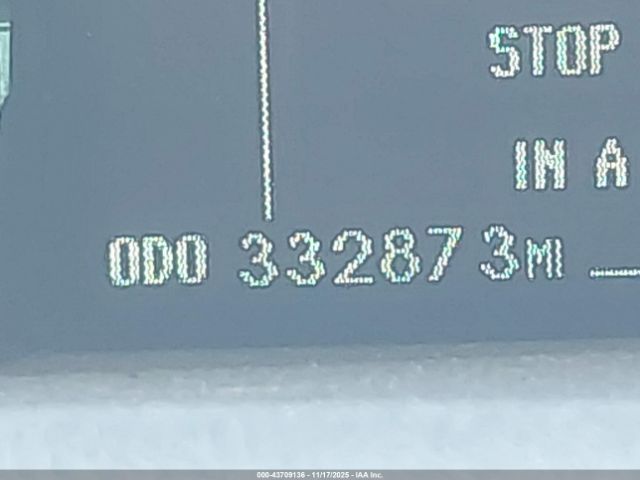 STOP
IN A
ODO 332873MI
000-43709136 - 11/17/2025 - IAA Inc.